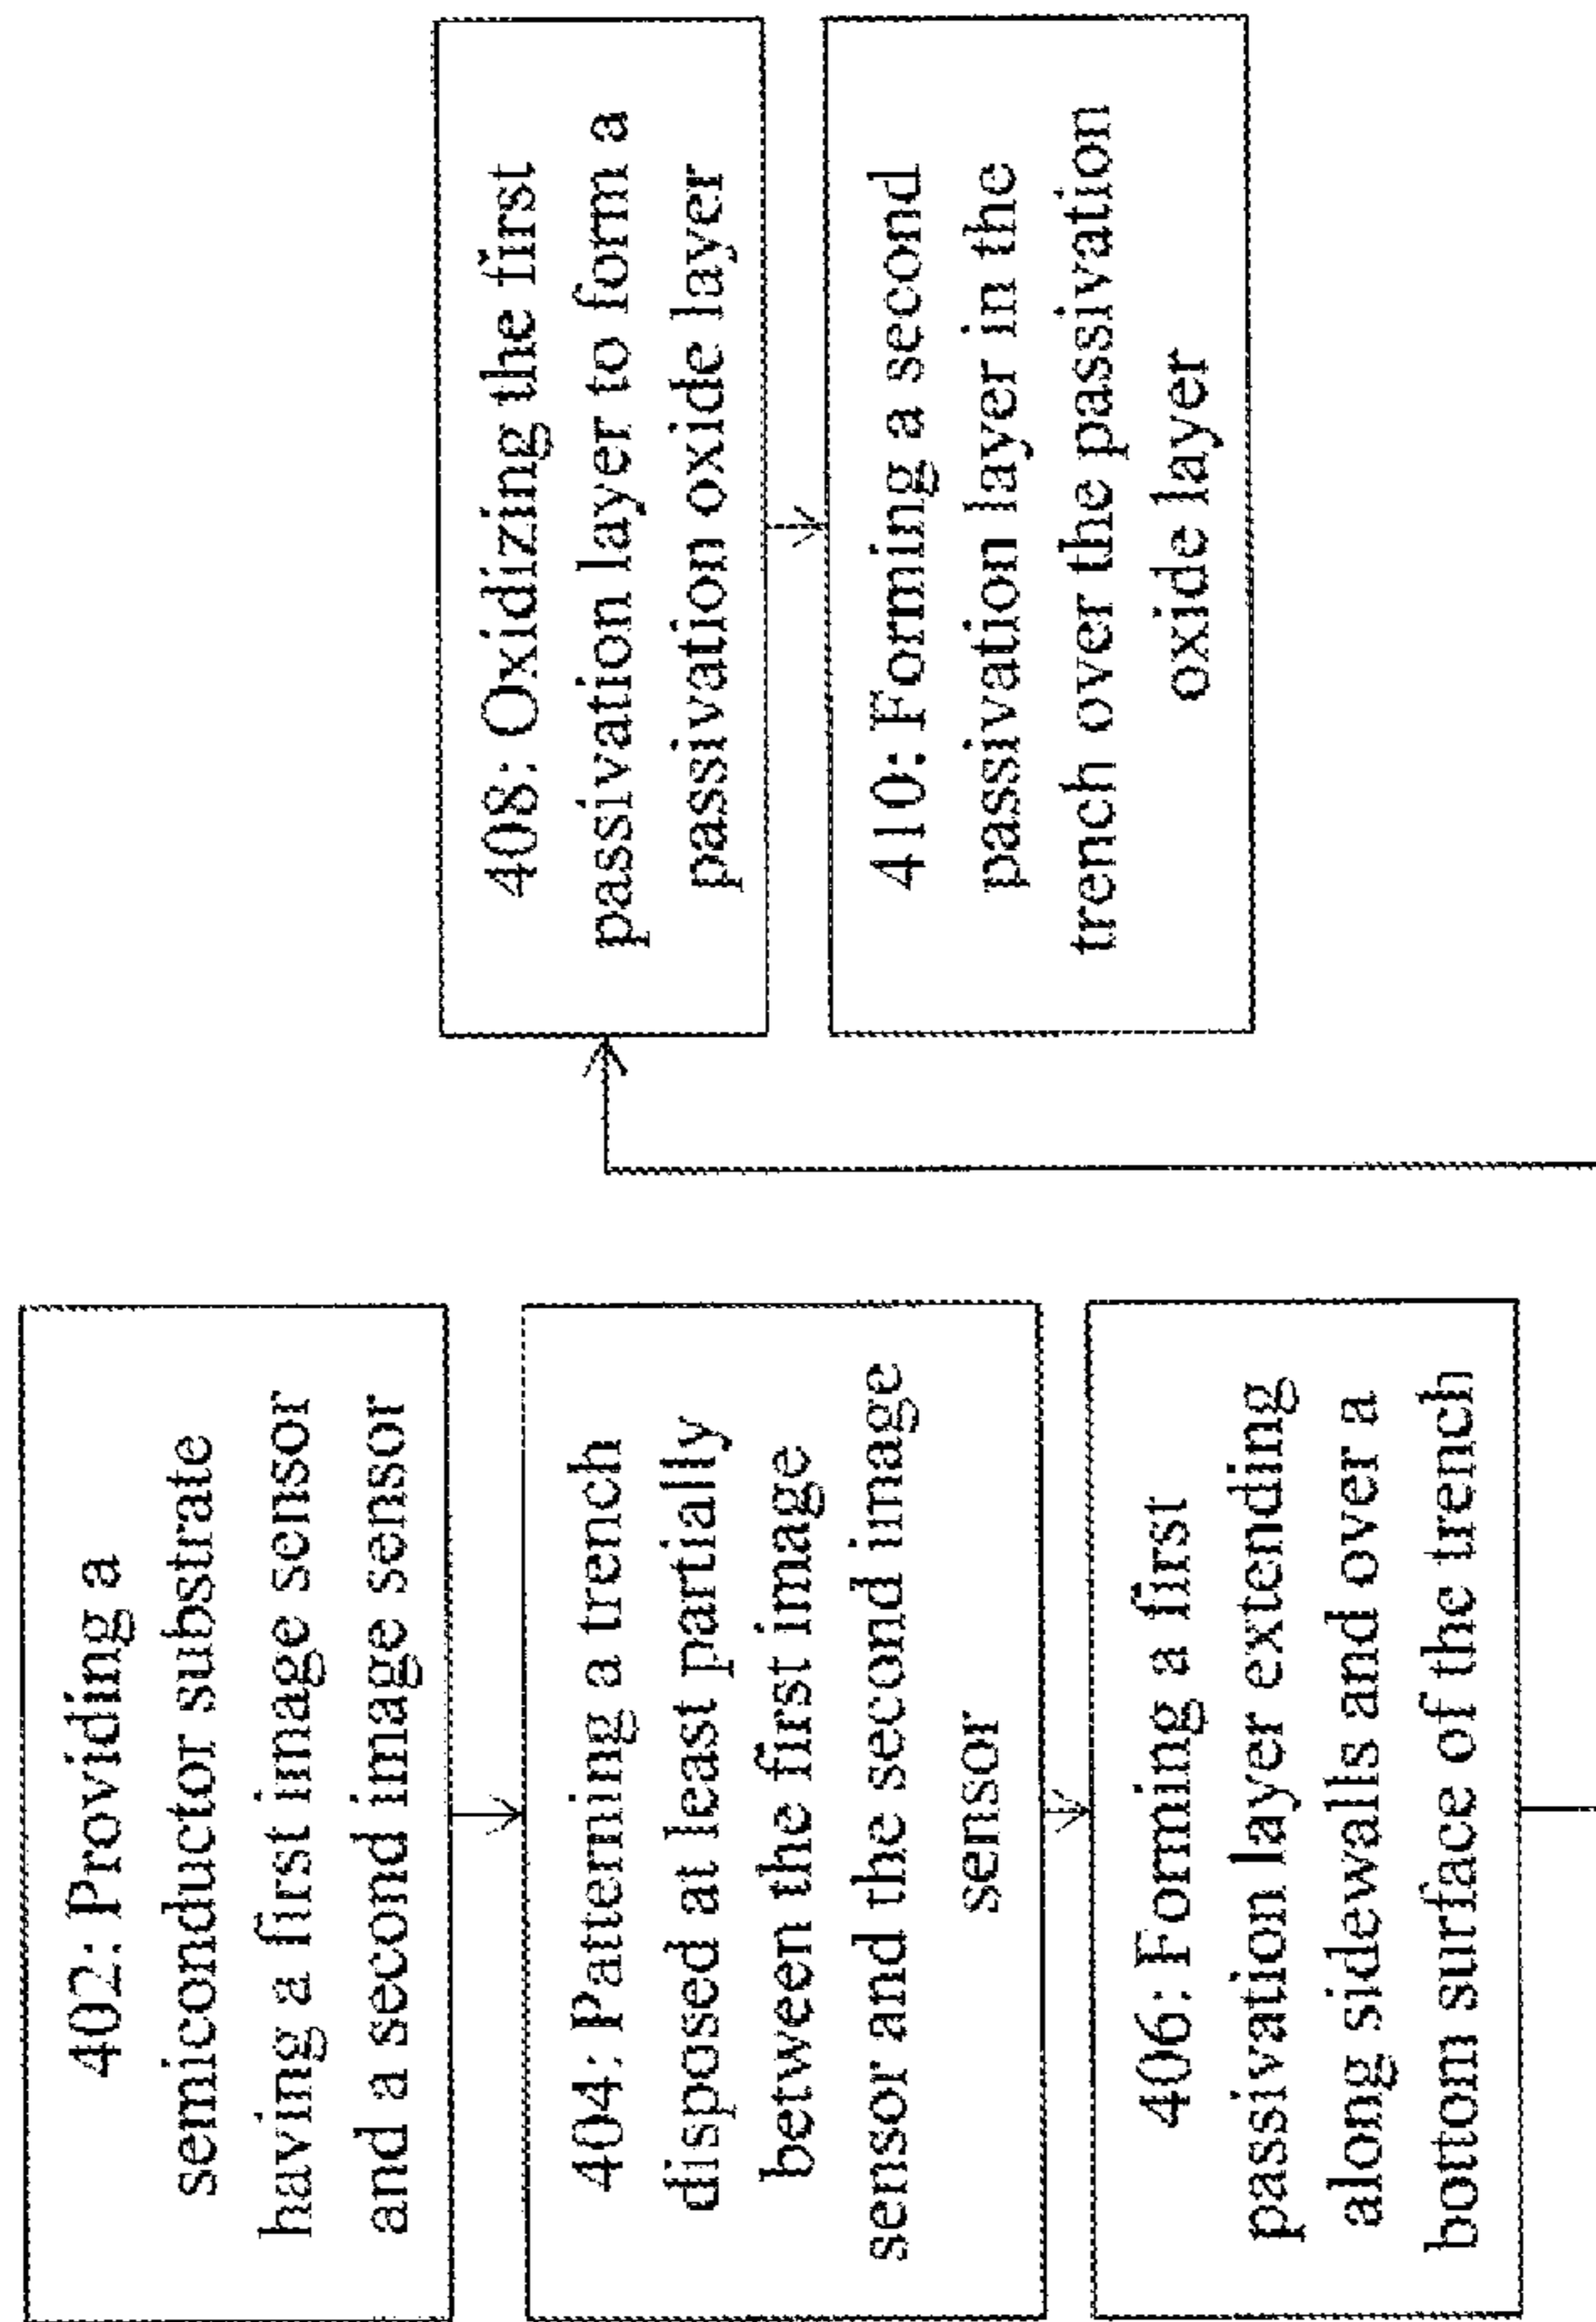 402: Providing a
semiconductor substrate
having a first image sensor
and a second image sensor
404: Patterning a trench
disposed at least partially
between the first image
sensor and the second image
sensor
406: Forming a first
passivation layer extending
along sidewalls and over a
bottom surface of the trench
408: Oxidizing the first
passivation layer to form a
passivation oxide layer
410: Forming a second
passivation layer in the
trench over the passivation
oxide layer